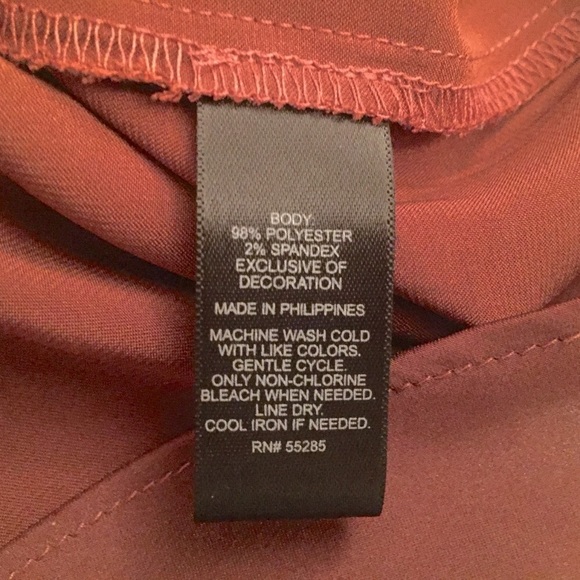 BODY:
98% POLYESTER
2% SPANDEX
EXCLUSIVE OF
DECORATION
MADE IN PHILIPPINES
MACHINE WASH COLD
WITH LIKE COLORS.
GENTLE CYCLE.
ONLY NON-CHLORINE
BLEACH WHEN NEEDED.
LINE DRY.
COOL IRON IF NEEDED.
RN# 55285